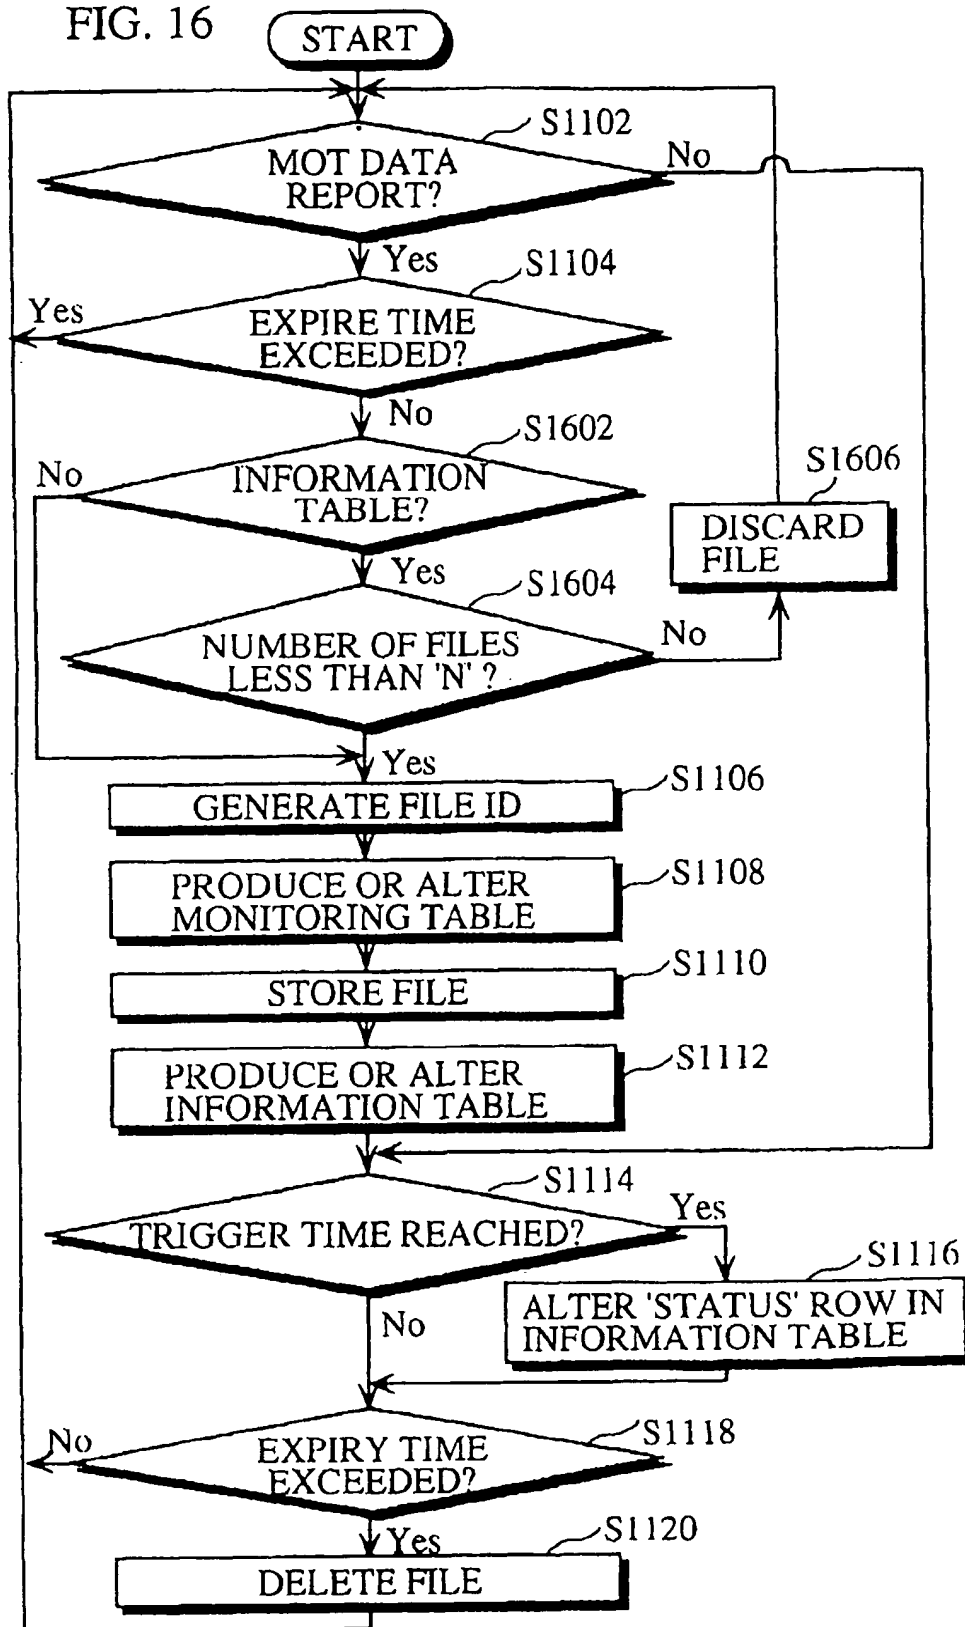 FIG. 16
START
S1102
MOT DATA
REPORT?
No
Yes
S1104
Yes
EXPIRE TIME
EXCEEDED?
No
S1602
No
INFORMATION
TABLE?
S1606
DISCARD
FILE
Yes
S1604
NUMBER OF FILES
LESS THAN 'N' ?
No
Yes
S1106
GENERATE FILE ID
S1108
PRODUCE OR ALTER
MONITORING TABLE
S1110
STORE FILE
S1112
PRODUCE OR ALTER
INFORMATION TABLE
S1114
Yes
TRIGGER TIME REACHED?
S1116
ALTER 'STATUS' ROW IN
INFORMATION TABLE
No
S1118
No
EXPIRY TIME
EXCEEDED?
Yes
S1120
DELETE FILE